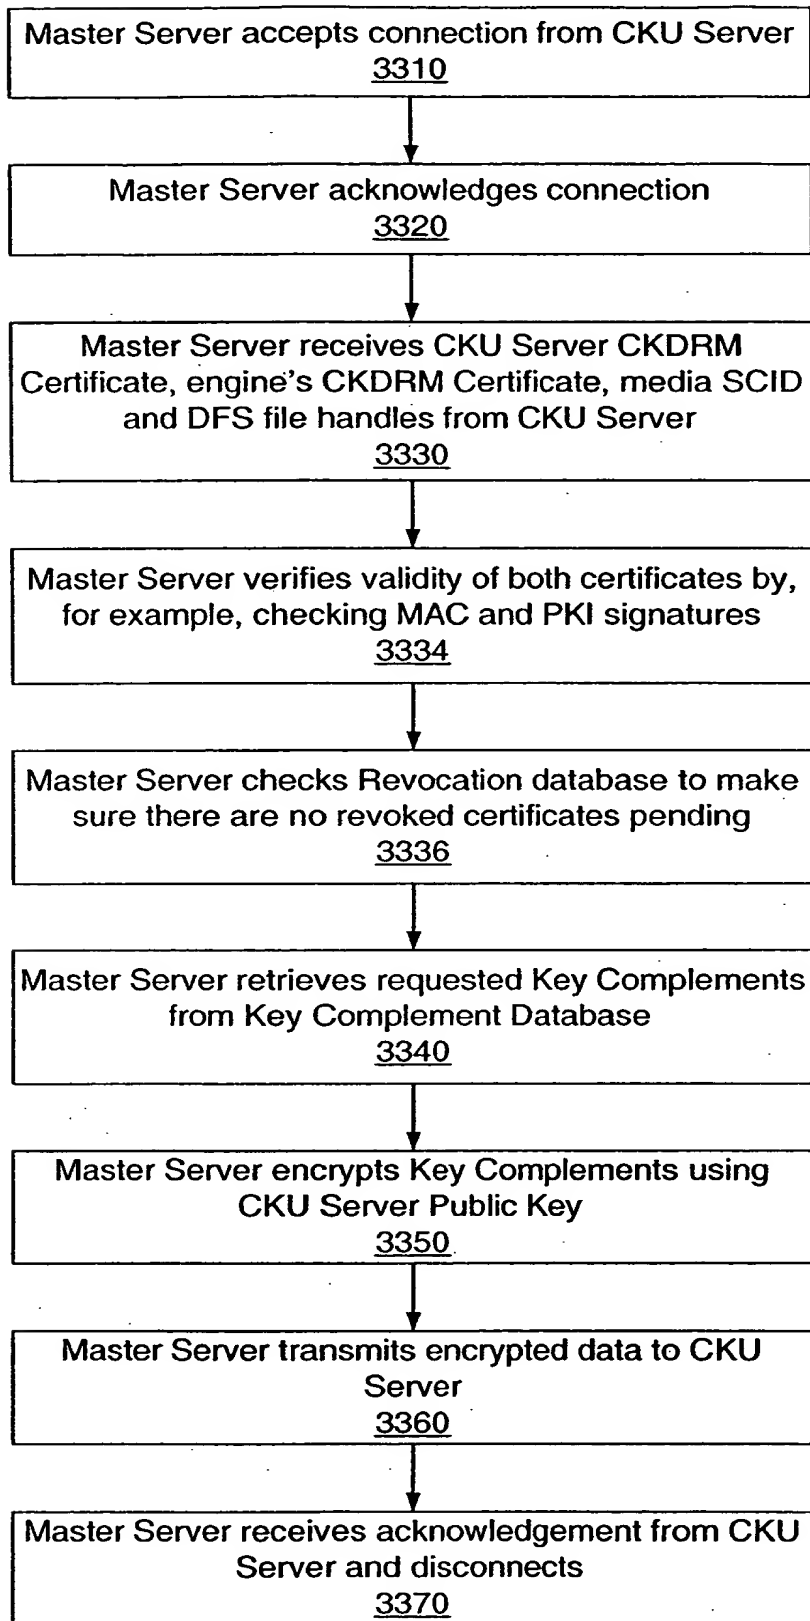 Master Server accepts connection from CKU Server
3310
Master Server acknowledges connection
3320
Master Server receives CKU Server CKDRM
Certificate, engine's CKDRM Certificate, media SCID
and DFS file handles from CKU Server
3330
Master Server verifies validity of both certificates by,
for example, checking MAC and PKI signatures
3334
Master Server checks Revocation database to make
sure there are no revoked certificates pending
3336
Master Server retrieves requested Key Complements
from Key Complement Database
3340
Master Server encrypts Key Complements using
CKU Server Public Key
3350
Master Server transmits encrypted data to CKU
Server
3360
Master Server receives acknowledgement from CKU
Server and disconnects
3370